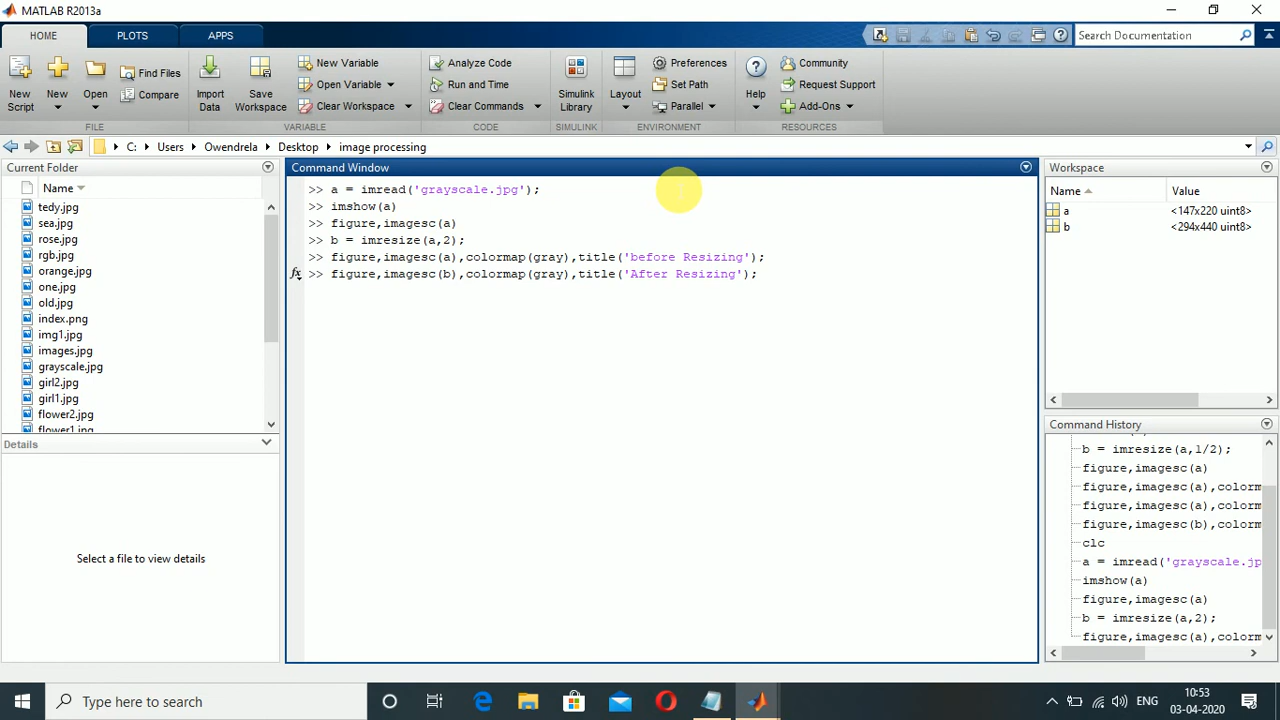 MATLAB R2013a
HOME
PLOTS
APPS
Search Documentation
New Script
New
Open
Find Files
Compare
FILE
Import Data
Save Workspace
New Variable
Open Variable
Clear Workspace
VARIABLE
Analyze Code
Run and Time
Clear Commands
CODE
Simulink Library
SIMULINK
Layout
Preferences
Set Path
Parallel
ENVIRONMENT
Help
Community
Request Support
Add-Ons
RESOURCES
C: Users Owendrela Desktop image processing
Current Folder
Name
tedy.jpg
sea.jpg
rose.jpg
rgb.jpg
orange.jpg
one.jpg
old.jpg
index.png
img1.jpg
images.jpg
grayscale.jpg
girl2.jpg
girl1.jpg
flower2.jpg
flower1.jpg
Details
Select a file to view details
Command Window
>> a = imread('grayscale.jpg');
>> imshow(a)
>> figure,imagesc(a)
>> b = imresize(a,2);
>> figure,imagesc(a),colormap(gray),title('before Resizing');
fx >> figure,imagesc(b),colormap(gray),title('After Resizing');
Workspace
Name Value
a <147x220 uint8>
b <294x440 uint8>
Command History
b = imresize(a,1/2);
figure,imagesc(a)
figure,imagesc(a),colorm
figure,imagesc(a),colorm
figure,imagesc(b),colorm
clc
a = imread('grayscale.jp
imshow(a)
figure,imagesc(a)
b = imresize(a,2);
figure,imagesc(a),colorm
Type here to search
ENG
10:53
03-04-2020